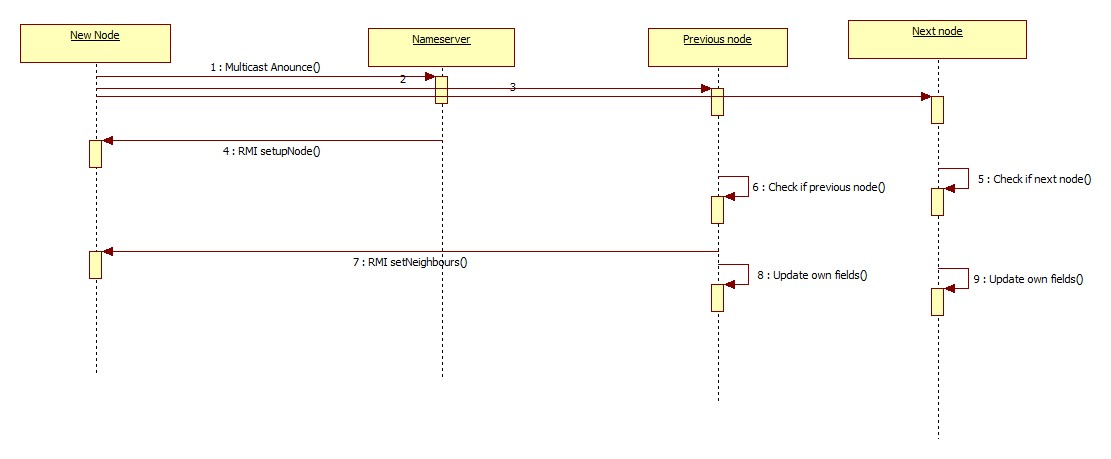 New Node
Nameserver
Previous node
Next node
1 : Multicast Anounce()
2
3
4 : RMI setupNode()
5 : Check if next node()
6 : Check if previous node()
7 : RMI setNeighbours()
8 : Update own fields()
9 : Update own fields()